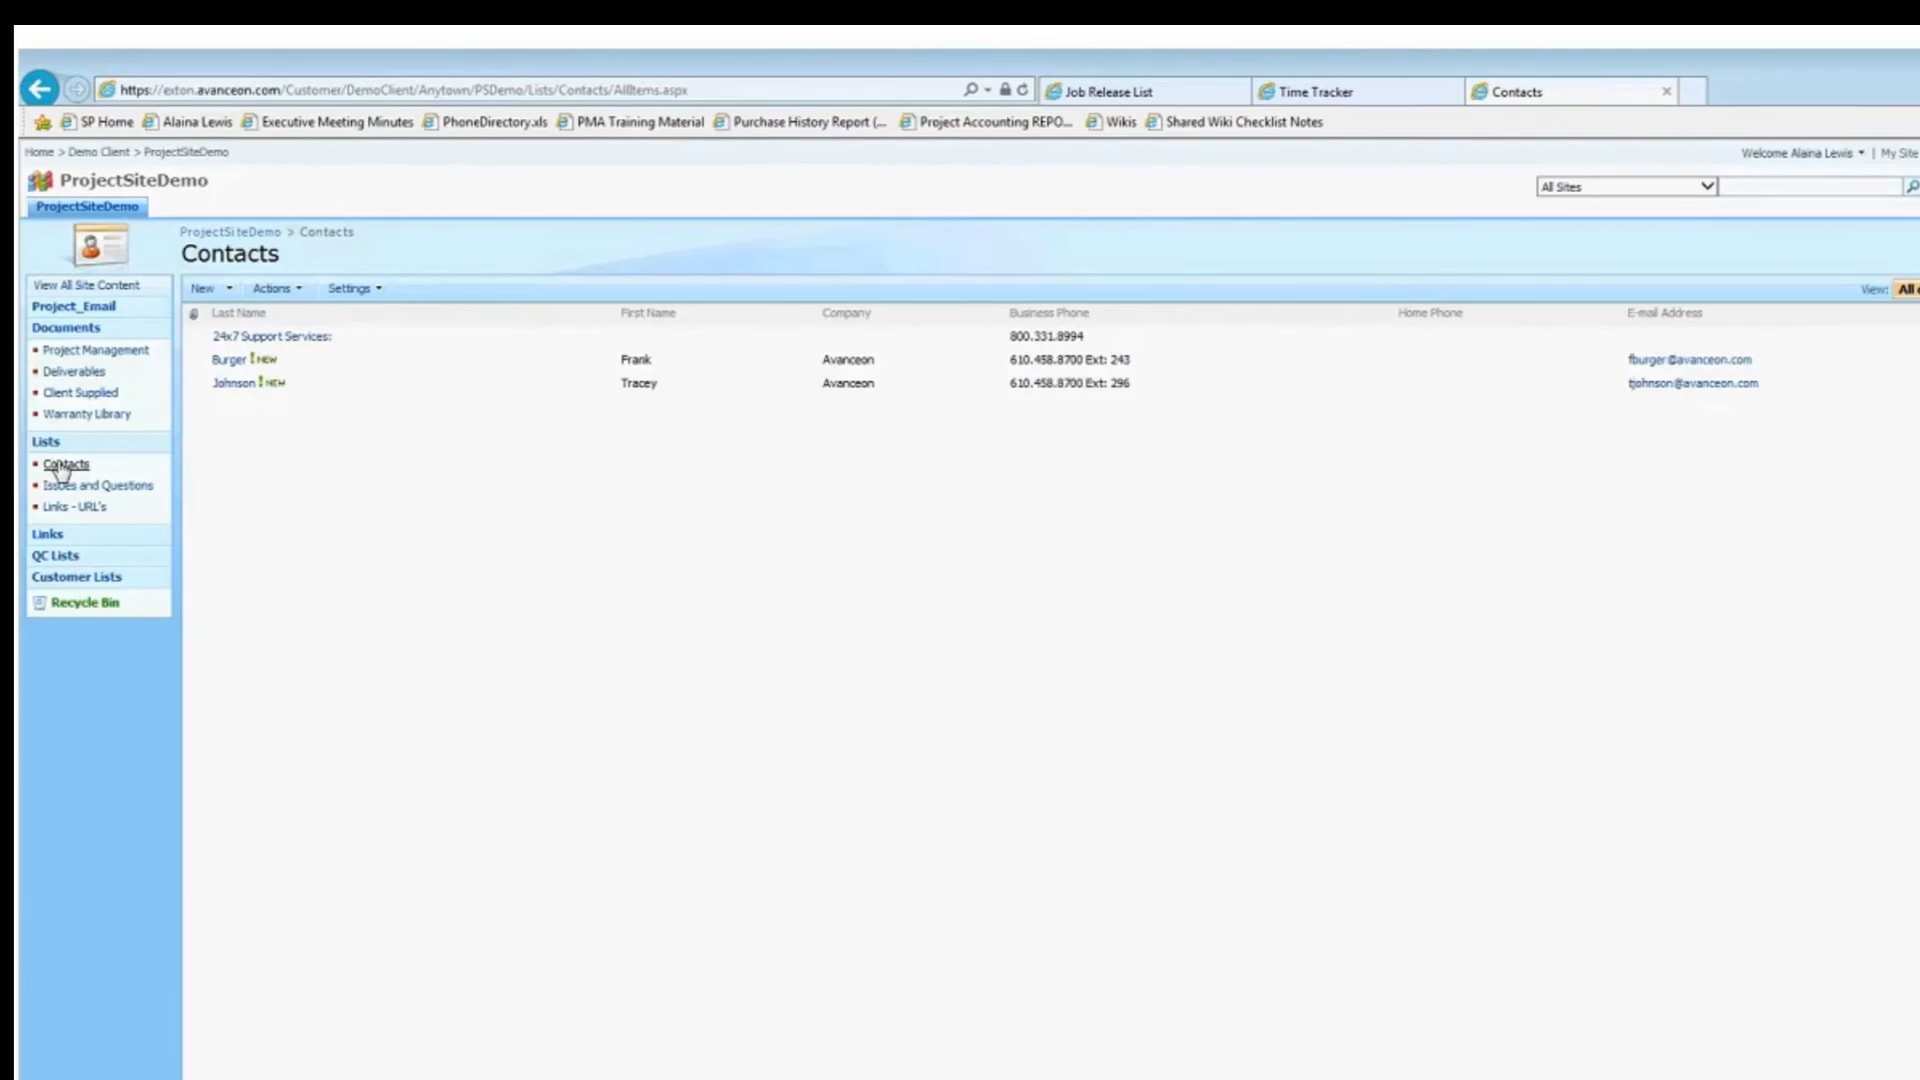 https://exton.avanceon.com/Customer/DemoClient/Anytown/PSDemo/Lists/Contacts/AllItems.aspx
Job Release List
Time Tracker
Contacts
SP Home Alaina Lewis Executive Meeting Minutes PhoneDirectory.xls PMA Training Material Purchase History Report (... Project Accounting REPO... Wikis Shared Wiki Checklist Notes
Home > Demo Client > ProjectSiteDemo
Welcome Alaina Lewis | My Site
ProjectSiteDemo
All Sites
ProjectSiteDemo
ProjectSiteDemo > Contacts
Contacts
View All Site Content
Project_Email
Documents
Project Management
Deliverables
Client Supplied
Warranty Library
Lists
Contacts
Issues and Questions
Links - URL's
Links
QC Lists
Customer Lists
Recycle Bin
New Actions Settings View: All
Last Name First Name Company Business Phone Home Phone E-mail Address
24x7 Support Services: 800.331.8994
Burger ! NEW Frank Avanceon 610.458.8700 Ext: 243 fburger@avanceon.com
Johnson ! NEW Tracey Avanceon 610.458.8700 Ext: 296 tjohnson@avanceon.com